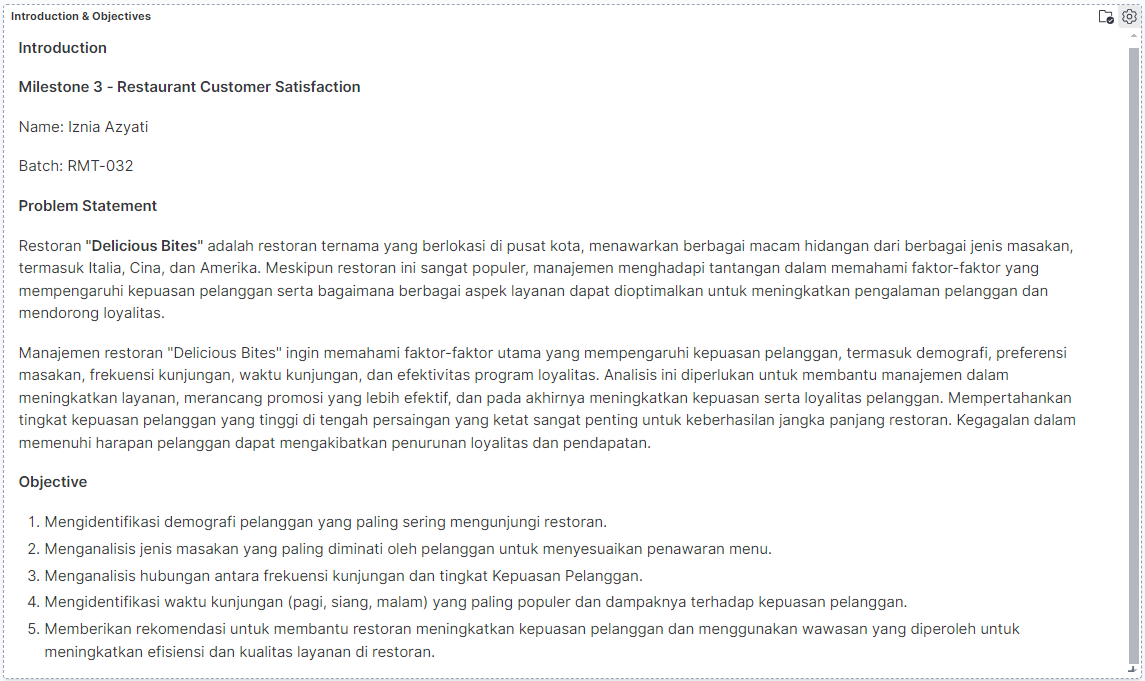 Introduction & Objectives
Introduction
Milestone 3 - Restaurant Customer Satisfaction
Name: Iznia Azyati
Batch: RMT-032
Problem Statement
Restoran "Delicious Bites" adalah restoran ternama yang berlokasi di pusat kota, menawarkan berbagai macam hidangan dari berbagai jenis masakan,
termasuk Italia, Cina, dan Amerika. Meskipun restoran ini sangat populer, manajemen menghadapi tantangan dalam memahami faktor-faktor yang
mempengaruhi kepuasan pelanggan serta bagaimana berbagai aspek layanan dapat dioptimalkan untuk meningkatkan pengalaman pelanggan dan
mendorong loyalitas.
Manajemen restoran "Delicious Bites" ingin memahami faktor-faktor utama yang mempengaruhi kepuasan pelanggan, termasuk demografi, preferensi
masakan, frekuensi kunjungan, waktu kunjungan, dan efektivitas program loyalitas. Analisis ini diperlukan untuk membantu manajemen dalam
meningkatkan layanan, merancang promosi yang lebih efektif, dan pada akhirnya meningkatkan kepuasan serta loyalitas pelanggan. Mempertahankan
tingkat kepuasan pelanggan yang tinggi di tengah persaingan yang ketat sangat penting untuk keberhasilan jangka panjang restoran. Kegagalan dalam
memenuhi harapan pelanggan dapat mengakibatkan penurunan loyalitas dan pendapatan.
Objective
1. Mengidentifikasi demografi pelanggan yang paling sering mengunjungi restoran.
2. Menganalisis jenis masakan yang paling diminati oleh pelanggan untuk menyesuaikan penawaran menu.
3. Menganalisis hubungan antara frekuensi kunjungan dan tingkat Kepuasan Pelanggan.
4. Mengidentifikasi waktu kunjungan (pagi, siang, malam) yang paling populer dan dampaknya terhadap kepuasan pelanggan.
5. Memberikan rekomendasi untuk membantu restoran meningkatkan kepuasan pelanggan dan menggunakan wawasan yang diperoleh untuk
meningkatkan efisiensi dan kualitas layanan di restoran.